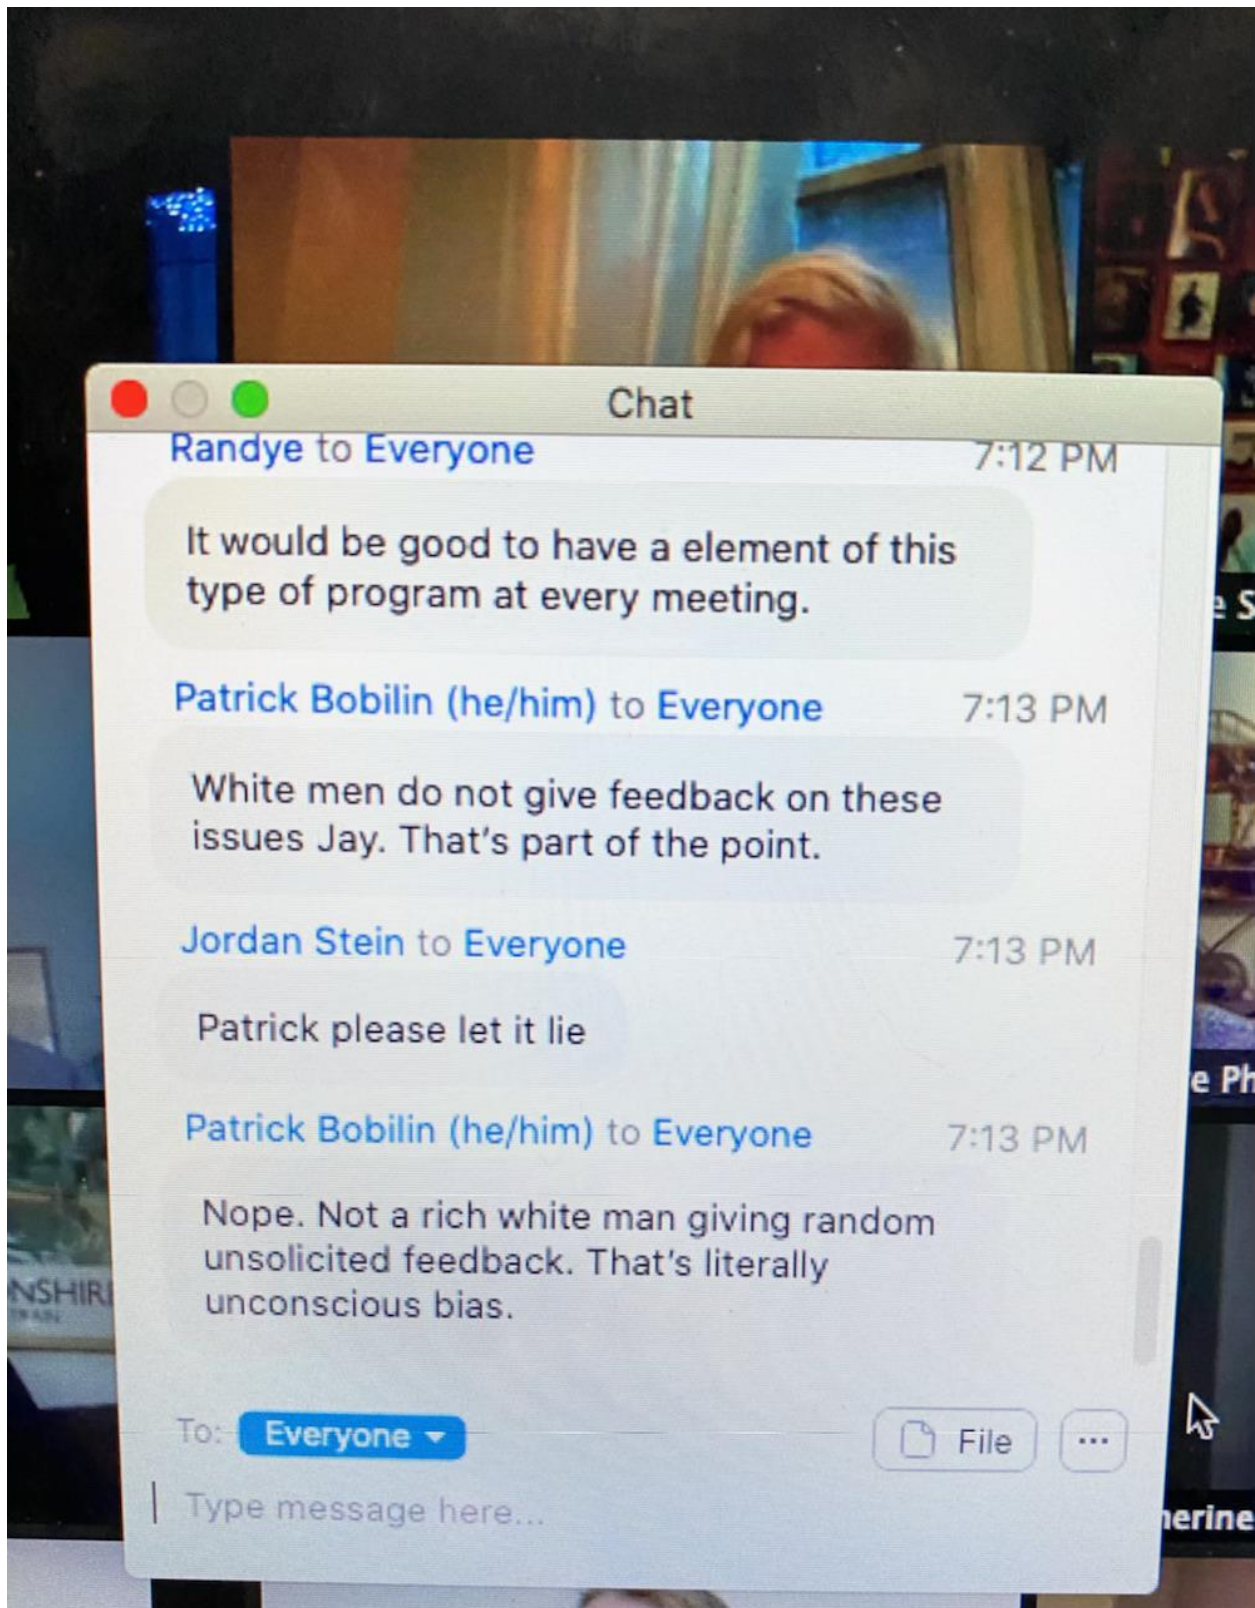 Chat
Randye to Everyone
7:12 PM
It would be good to have a element of this
type of program at every meeting.
Patrick Bobilin (he/him) to Everyone
7:13 PM
White men do not give feedback on these
issues Jay. That's part of the point.
Jordan Stein to Everyone
7:13 PM
Patrick please let it lie
Patrick Bobilin (he/him) to Everyone
7:13 PM
Nope. Not a rich white man giving random
unsolicited feedback. That's literally
unconscious bias.
To: Everyone
File
Type message here...
NSHIR
e S
e Ph
herine